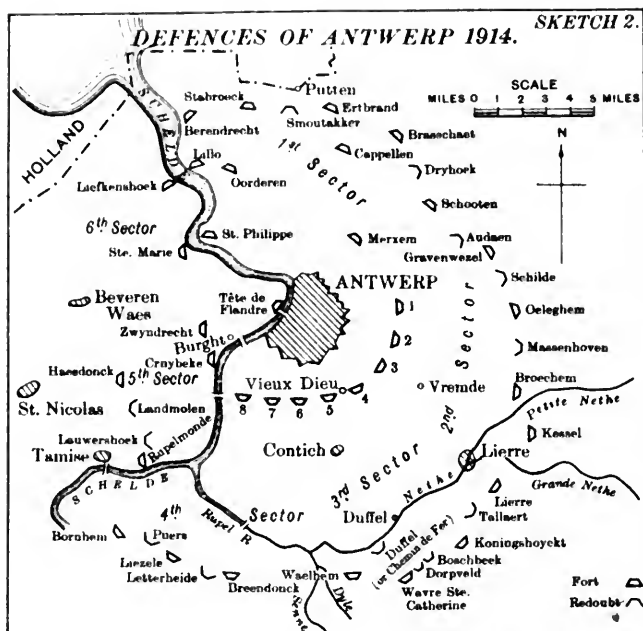 SKETCH 2.
DEFENCES OF ANTWERP 1914.
SCALE
MILES 0 1 2 3 4 5 MILES
N
HOLLAND
SCHELD
Putten
Stabroeck
Ertbrand
Smoutakker
Berendrecht
Brasschaet
1st Sector
Cappellen
Lillo
Dryhoek
Oorderen
Liefkenshoek
Schooten
6th Sector
St. Philippe
Merxem
Audaen
Ste. Marie
Gravenwezel
ANTWERP
Schilde
Beveren
Waes
Tête de
Flandre
1
Oeleghem
Zwyndrecht
Burght
2
Massenhoven
Cruybeke
3
2nd Sector
Haesdonck
5th Sector
Vieux Dieu
4
Vremde
Broechem
St. Nicolas
Landmolen
8 7 6 5
Petite Nethe
Kessel
Lauwershoek
Rupelmonde
Contich
Tamise
Lierre
3rd Sector
SCHELDE
Nethe
Grande Nethe
4th Sector
Rupel R
Duffel
Lierre
Tallaert
Bornhem
Puers
Duffel
(ou Chemin de Fer)
Koningshoyckt
Liezele
Boschbeek
Letterheide
Dorpveld
Breendonck
Waelhem
Wavre Ste.
Catherine
Senne
Dyle
Fort
Redoubt